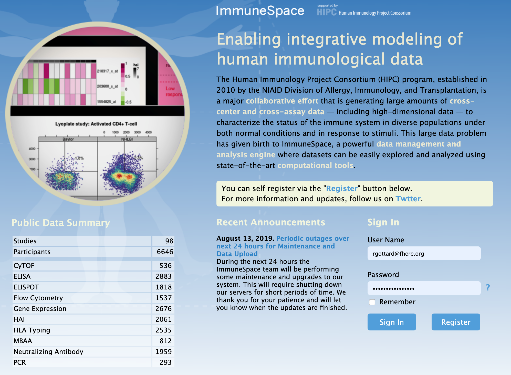 ImmuneSpace
supported by
HIPC Human Immunology Project Consortium
Enabling integrative modeling of
human immunological data
The Human Immunology Project Consortium (HIPC) program, established in
2010 by the NIAID Division of Allergy, Immunology, and Transplantation, is
a major collaborative effort that is generating large amounts of cross-
center and cross-assay data — including high-dimensional data — to
characterize the status of the immune system in diverse populations under
both normal conditions and in response to stimuli. This large data problem
has given birth to ImmuneSpace, a powerful data management and
analysis engine where datasets can be easily explored and analyzed using
state-of-the-art computational tools.
You can self register via the "Register" button below.
For more information and updates, follow us on Twtter.
Lyoplate study: Activated CD4+ T-cell
Public Data Summary
Studies 98
Participants 6646
CyTOF 536
ELISA 2883
ELISPOT 1818
Flow Cytometry 1537
Gene Expression 2676
HAI 2061
HLA Typing 2535
MBAA 812
Neutralizing Antibody 1959
PCR 293
Recent Announcements
August 13, 2019. Periodic outages over
next 24 hours for Maintenance and
Data Upload
During the next 24 hours the
ImmuneSpace team will be performing
some maintenance and upgrades to our
system. This will require shutting down
our servers for short periods of time. We
thank you for your patience and will let
you know when the updates are finished.
Sign In
User Name
Password
?
Remember
Sign In
Register